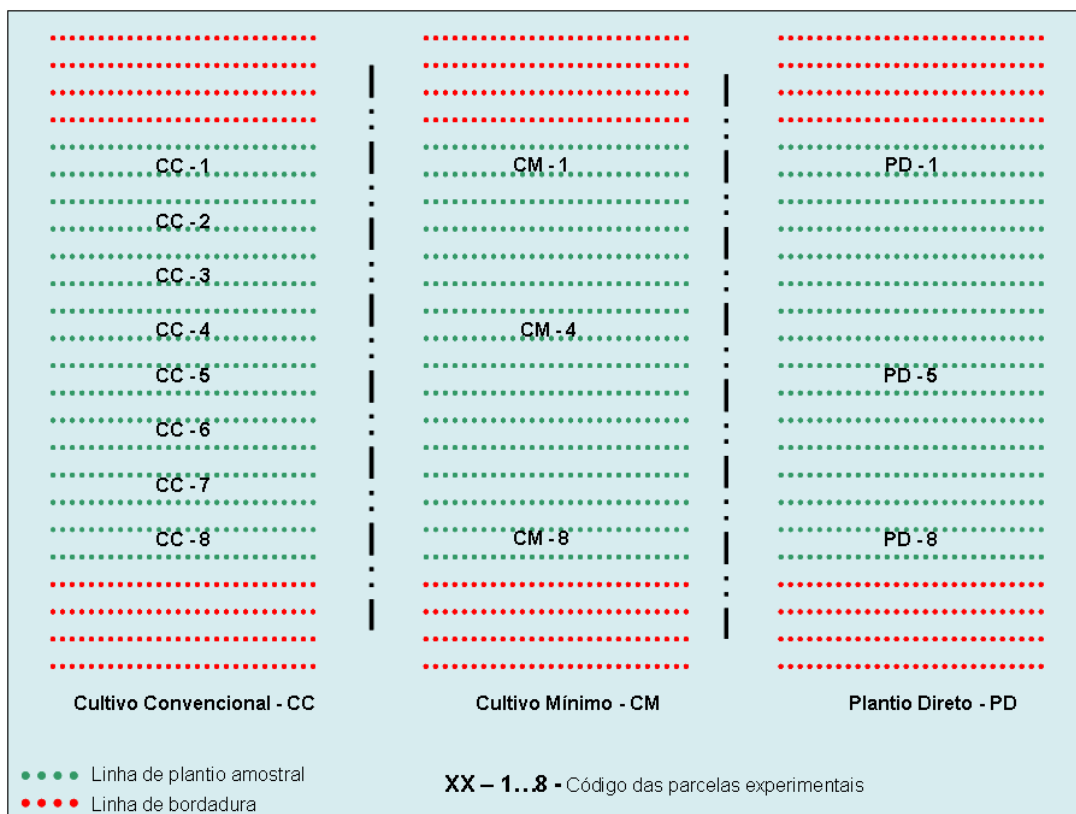 CC - 1 CM - 1 PD - 1
CC - 2
CC - 3
CC - 4 CM - 4
CC - 5 PD - 5
CC - 6
CC - 7
CC - 8 CM - 8 PD - 8
Cultivo Convencional - CC Cultivo Mínimo - CM Plantio Direto - PD
Linha de plantio amostral
XX – 1...8 - Código das parcelas experimentais
Linha de bordadura